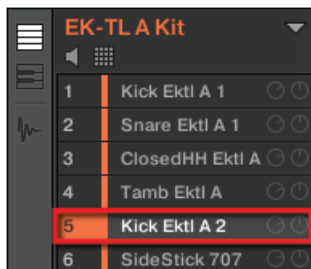 EK-TL A Kit
1 Kick Ektl A 1
2 Snare Ektl A 1
3 ClosedHH Ektl A
4 Tamb Ektl A
5 Kick Ektl A 2
6 SideStick 707